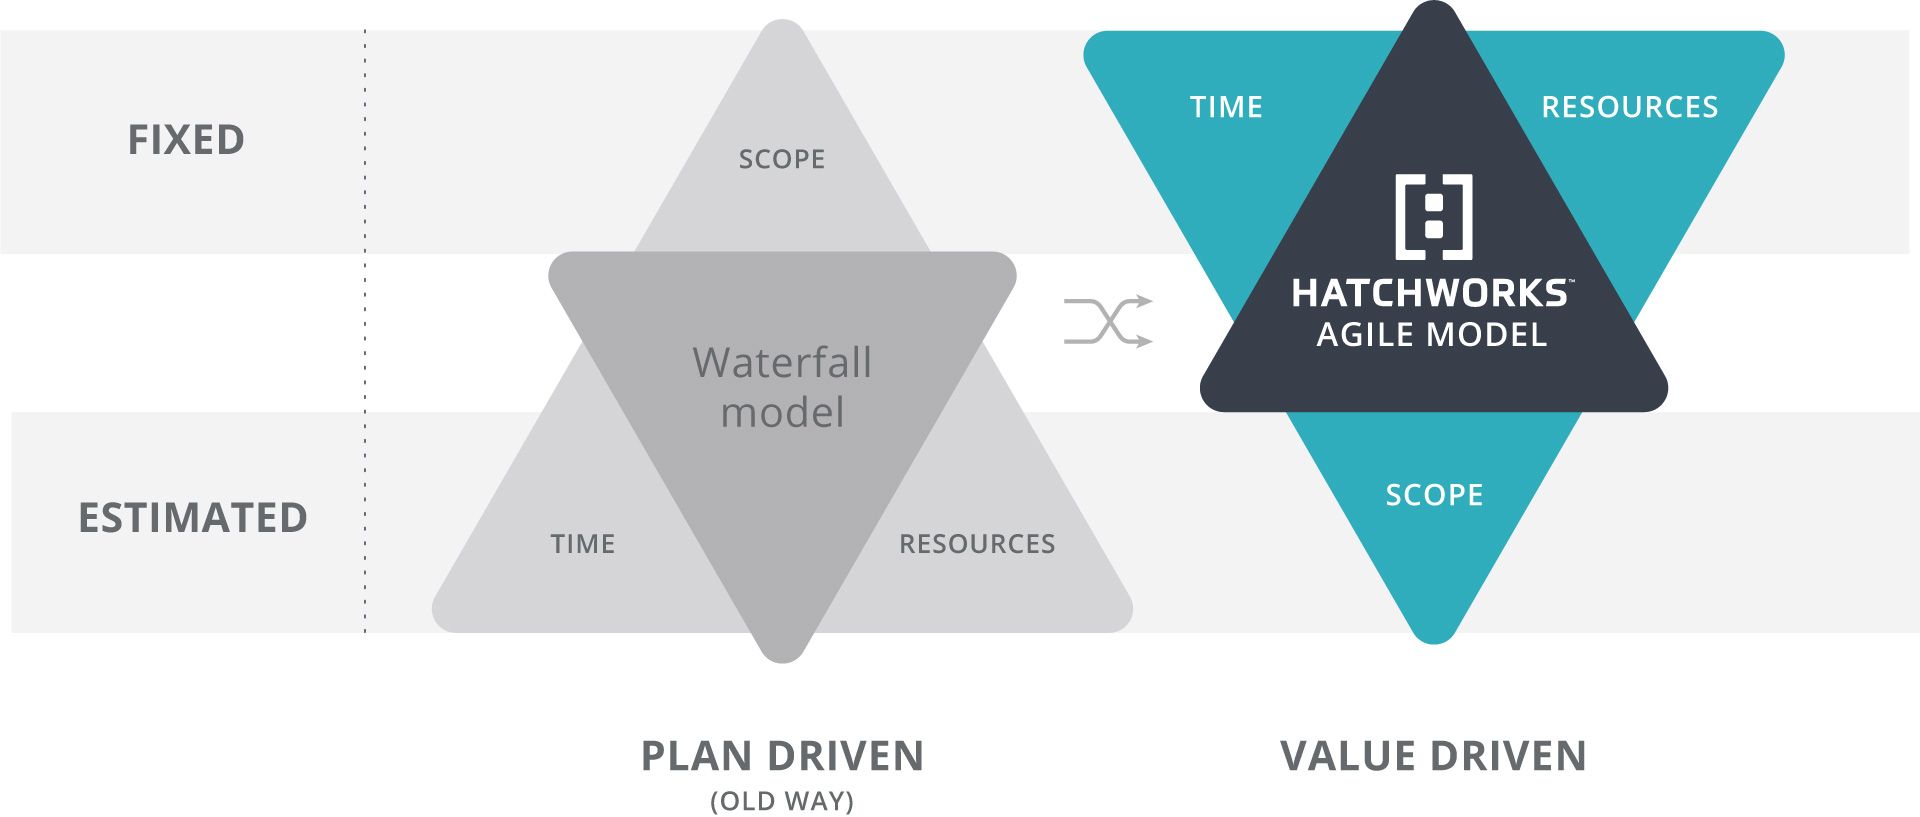 FIXED
SCOPE
TIME
RESOURCES
HATCHWORKS™
AGILE MODEL
Waterfall
model
ESTIMATED
TIME
RESOURCES
SCOPE
PLAN DRIVEN
(OLD WAY)
VALUE DRIVEN